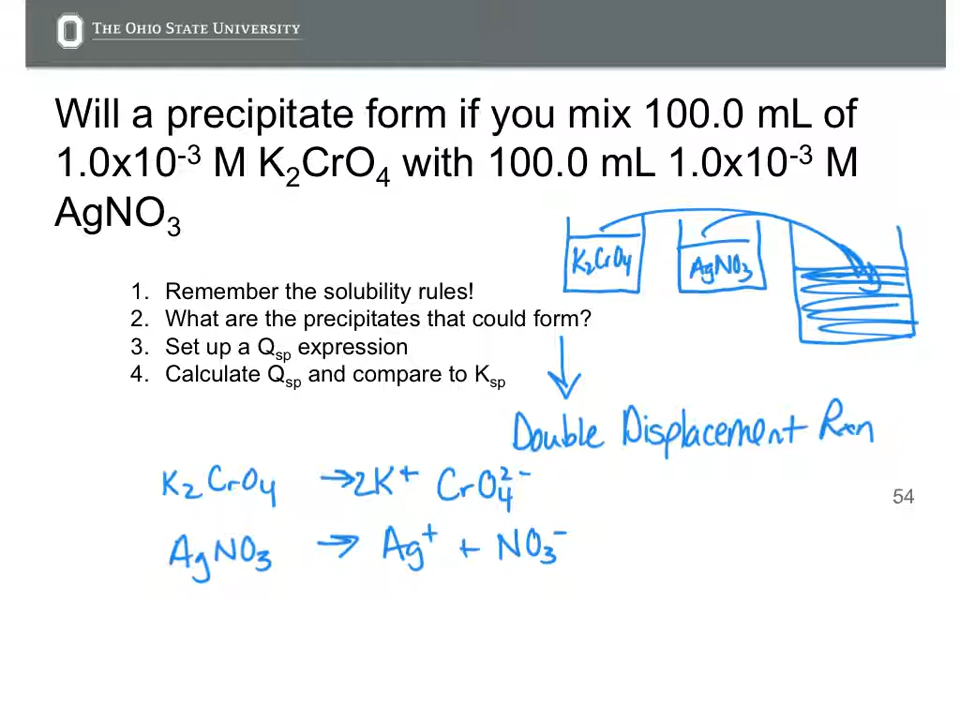 THE OHIO STATE UNIVERSITY
Will a precipitate form if you mix 100.0 mL of
1.0x10⁻³ M K₂CrO₄ with 100.0 mL 1.0x10⁻³ M
AgNO₃
K₂CrO₄
AgNO₃
1. Remember the solubility rules!
2. What are the precipitates that could form?
3. Set up a Qsp expression
4. Calculate Qsp and compare to Ksp
Double Displacement Rxn
K₂CrO₄ → 2K⁺ CrO₄²⁻
54
AgNO₃ → Ag⁺ + NO₃⁻